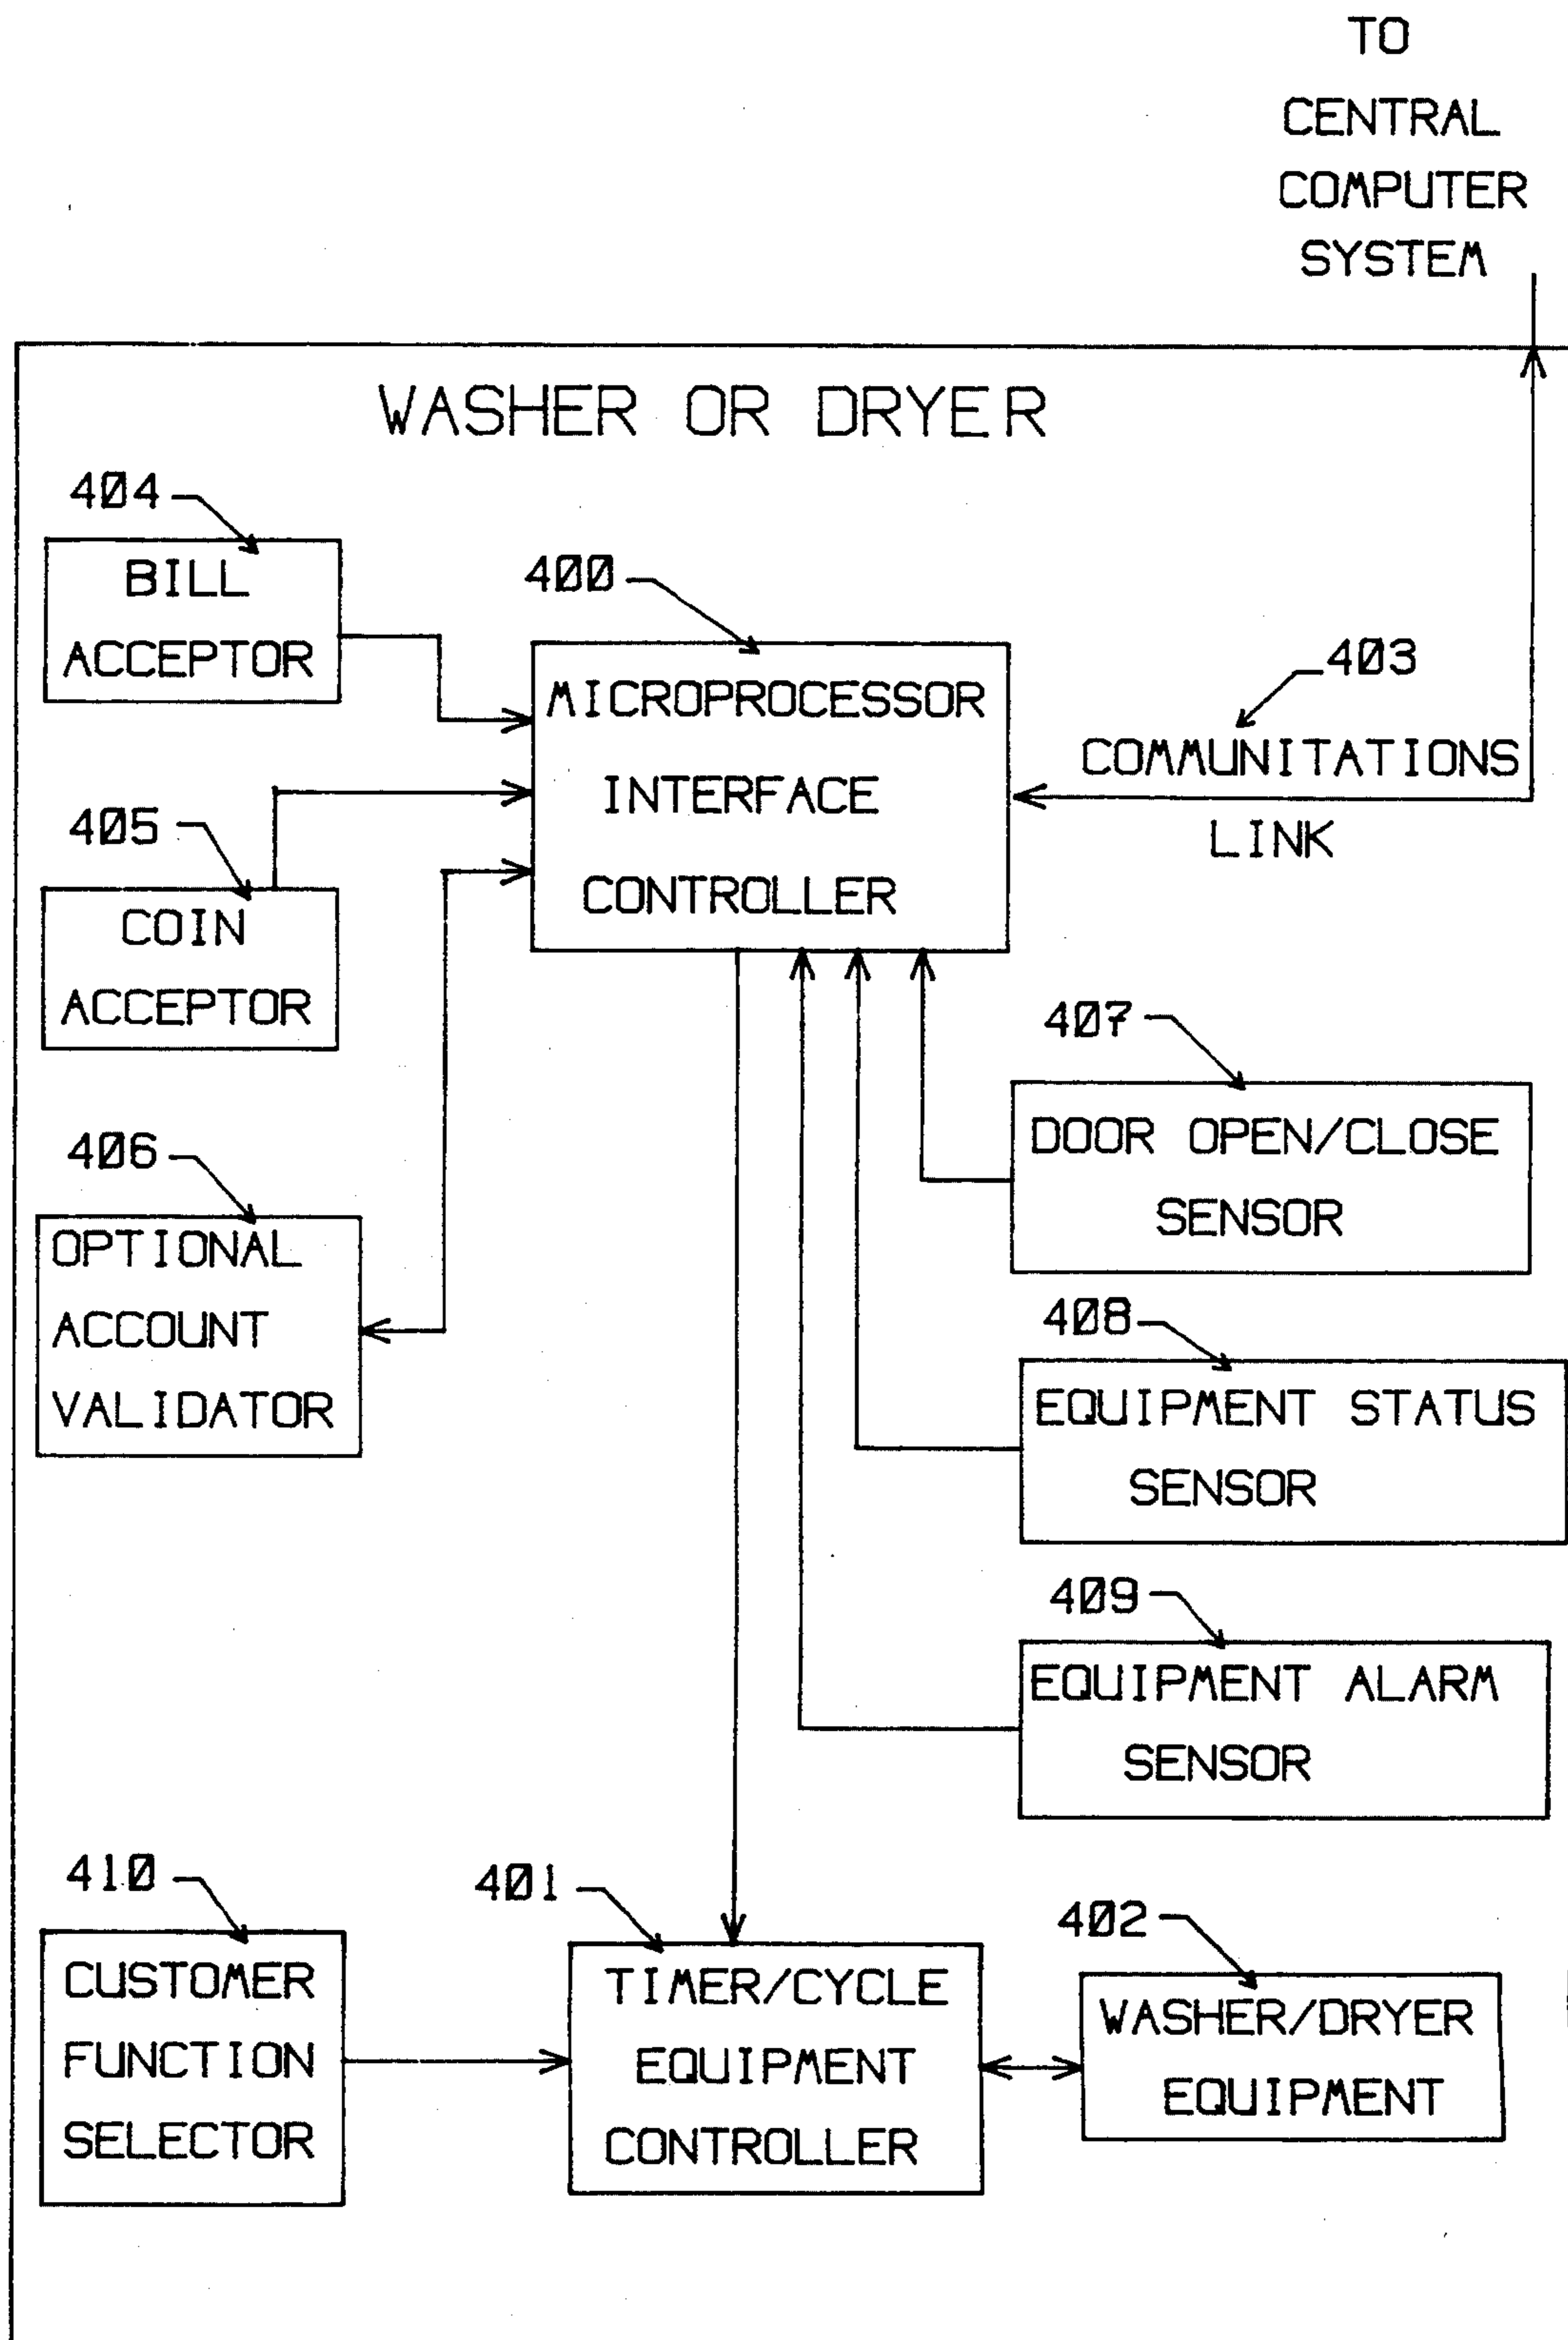 TO
CENTRAL
COMPUTER
SYSTEM
WASHER OR DRYER
404
BILL
ACCEPTOR
400
MICROPROCESSOR
INTERFACE
CONTROLLER
403
COMMUNITATIONS
LINK
405
COIN
ACCEPTOR
406
OPTIONAL
ACCOUNT
VALIDATOR
407
DOOR OPEN/CLOSE
SENSOR
408
EQUIPMENT STATUS
SENSOR
409
EQUIPMENT ALARM
SENSOR
410
CUSTOMER
FUNCTION
SELECTOR
401
TIMER/CYCLE
EQUIPMENT
CONTROLLER
402
WASHER/DRYER
EQUIPMENT